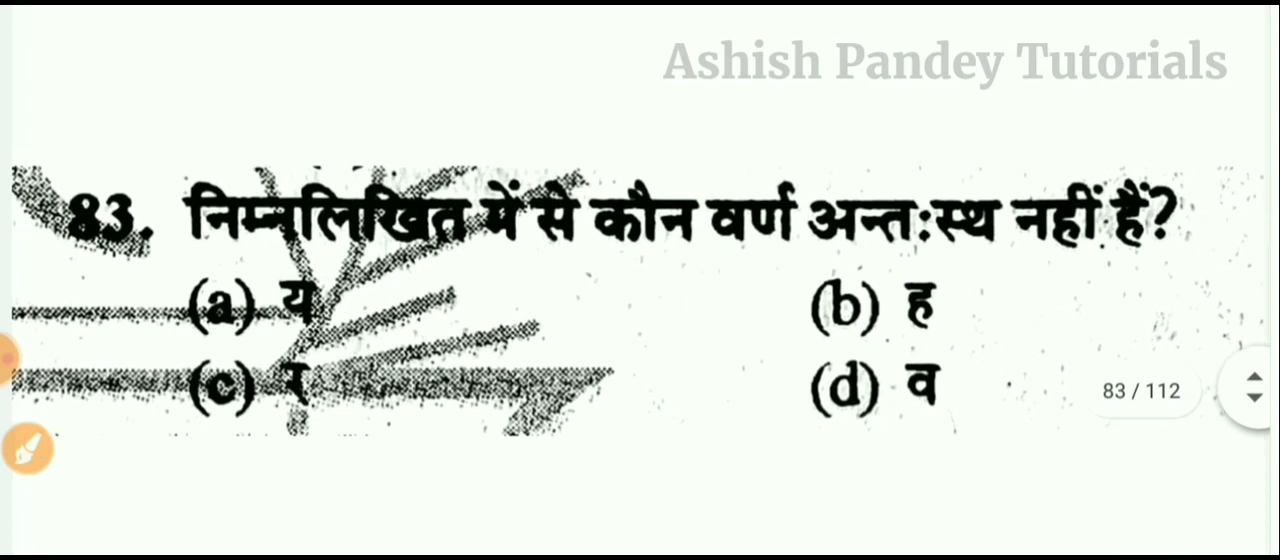 Ashish Pandey Tutorials
83. निम्नलिखित में से कौन वर्ण अन्तःस्थ नहीं हैं?
(a) य (b) ह
(c) र (d) व
83 / 112